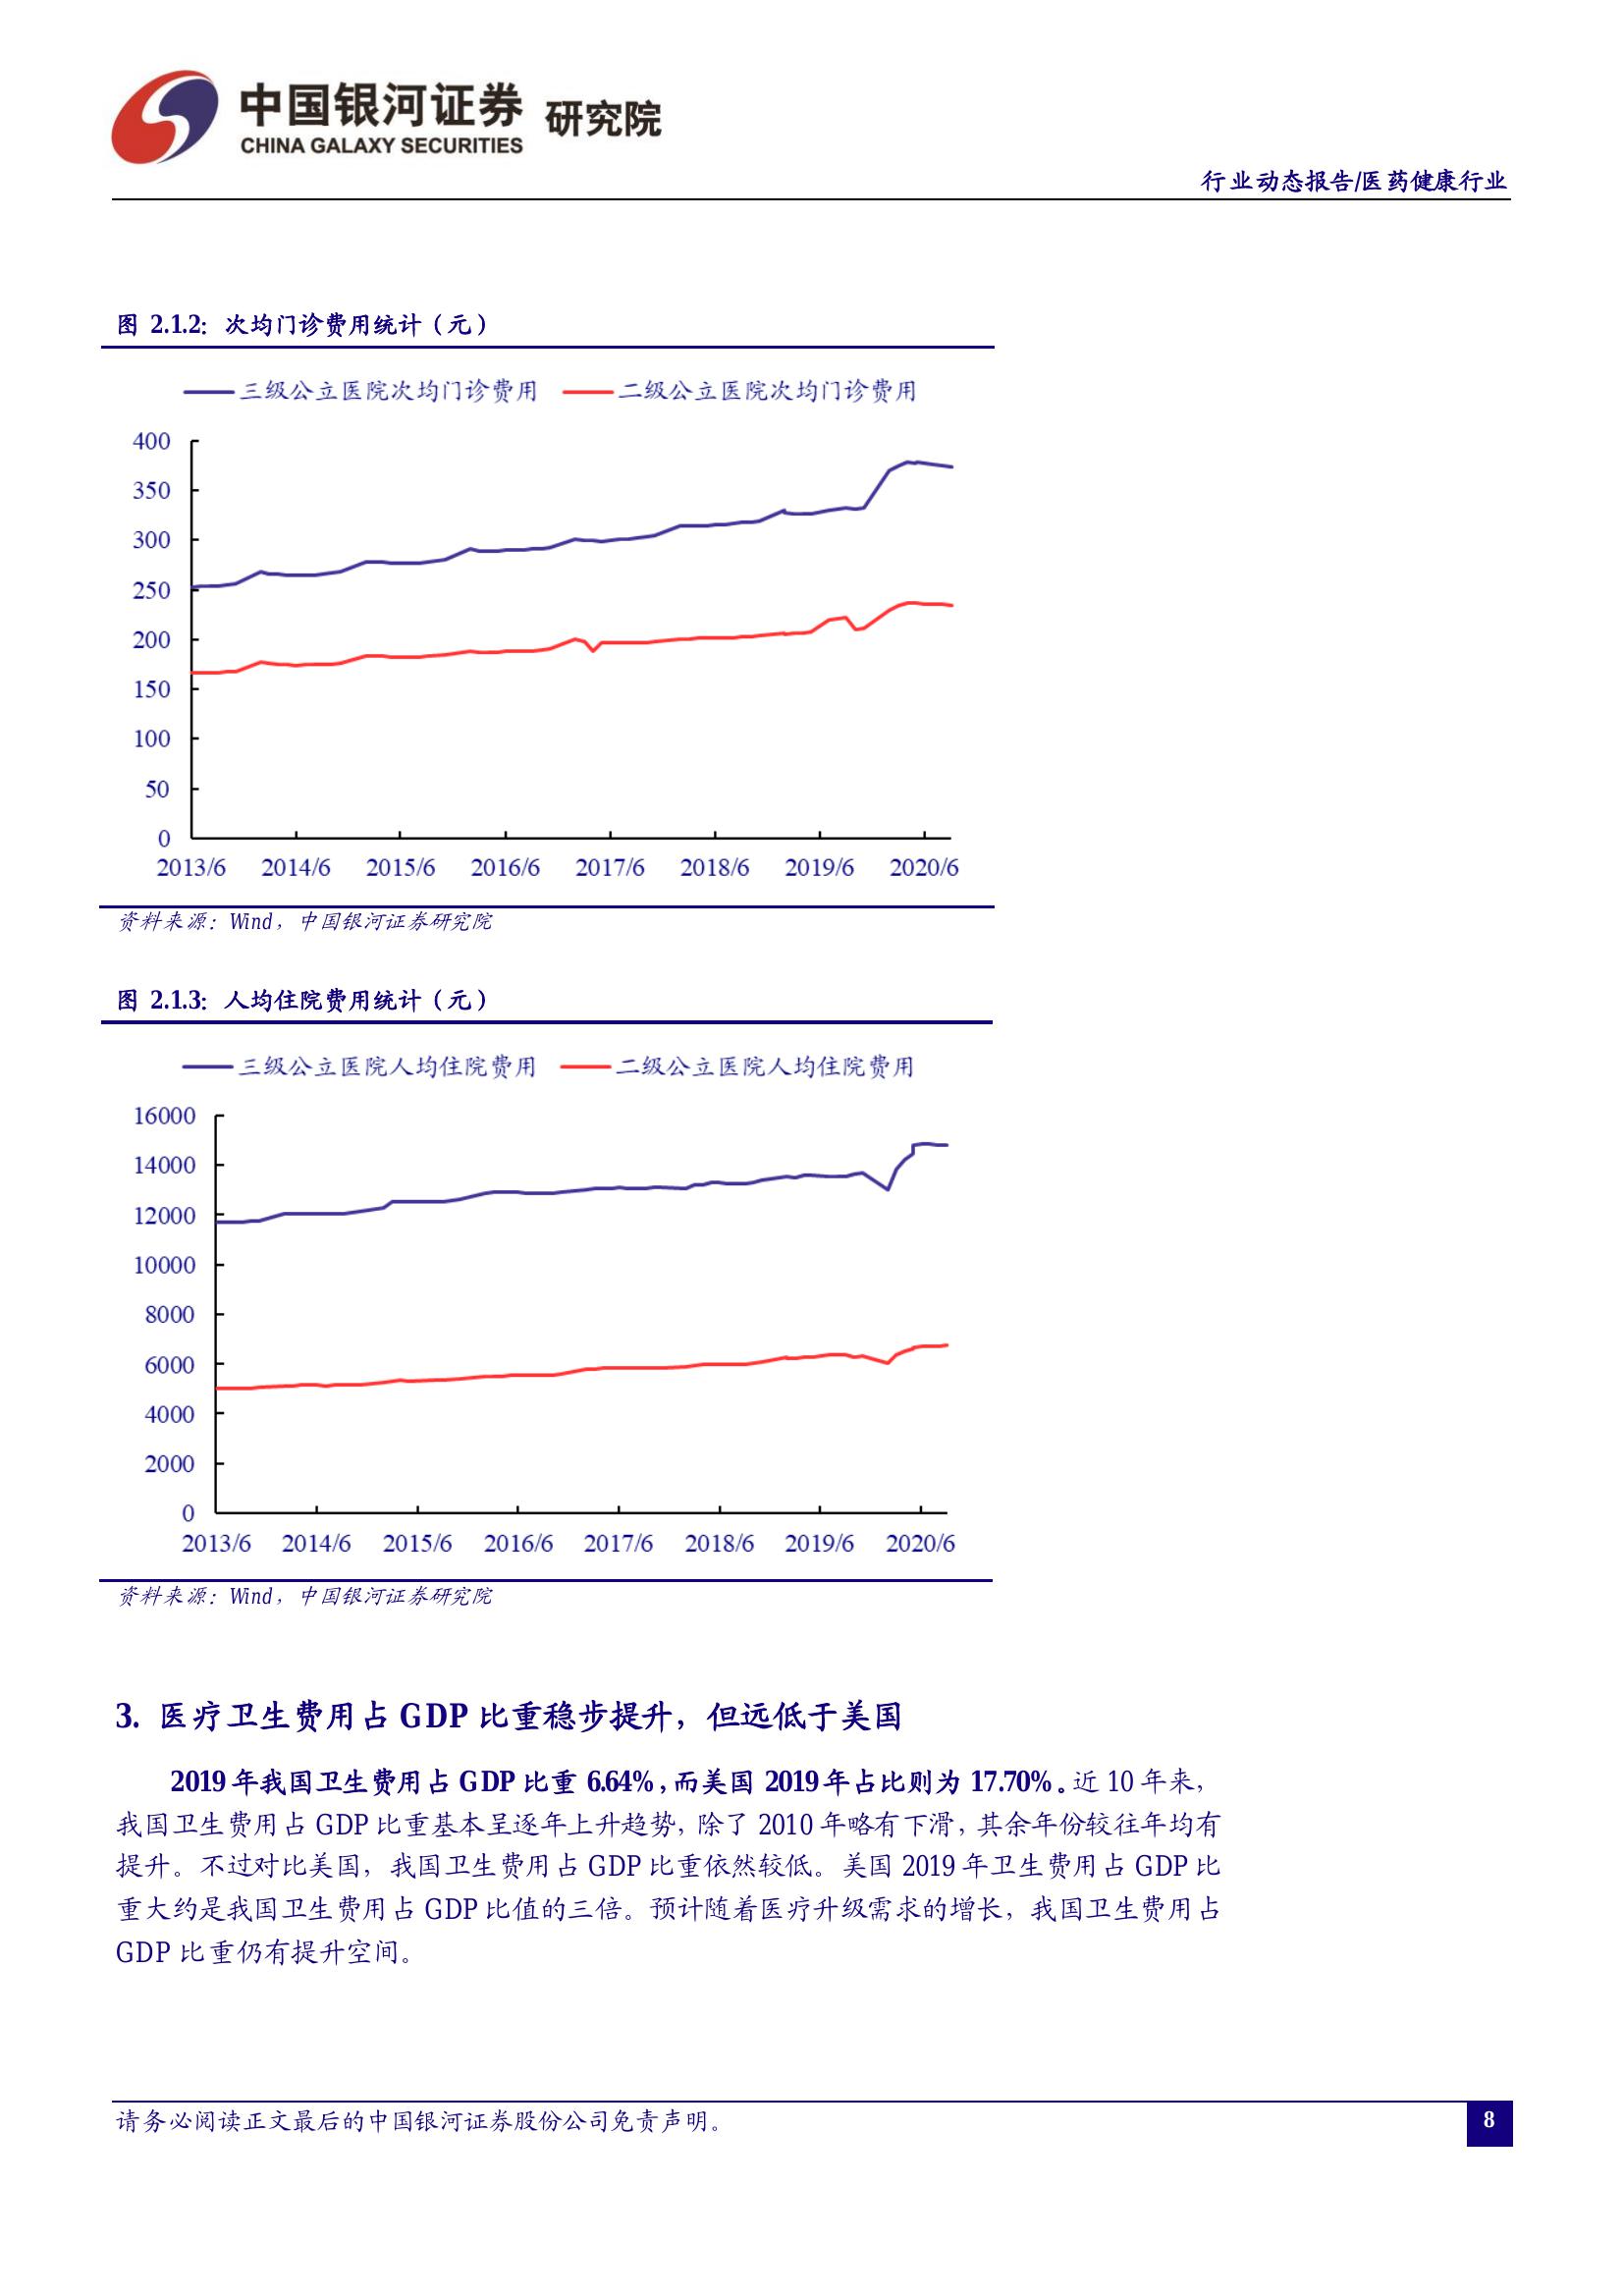 中国银河证券 研究院
CHINA GALAXY SECURITIES
行业动态报告/医药健康行业
图 2.1.2：次均门诊费用统计（元）
三级公立医院次均门诊费用 二级公立医院次均门诊费用
400
350
300
250
200
150
100
50
0
2013/6 2014/6 2015/6 2016/6 2017/6 2018/6 2019/6 2020/6
资料来源：Wind，中国银河证券研究院
图 2.1.3：人均住院费用统计（元）
三级公立医院人均住院费用 二级公立医院人均住院费用
16000
14000
12000
10000
8000
6000
4000
2000
0
2013/6 2014/6 2015/6 2016/6 2017/6 2018/6 2019/6 2020/6
资料来源：Wind，中国银河证券研究院
3. 医疗卫生费用占 GDP 比重稳步提升，但远低于美国
2019 年我国卫生费用占 GDP 比重 6.64%，而美国 2019 年占比则为 17.70%。近 10 年来，
我国卫生费用占 GDP 比重基本呈逐年上升趋势，除了 2010 年略有下滑，其余年份较往年均有
提升。不过对比美国，我国卫生费用占 GDP 比重依然较低。美国 2019 年卫生费用占 GDP 比
重大约是我国卫生费用占 GDP 比值的三倍。预计随着医疗升级需求的增长，我国卫生费用占
GDP 比重仍有提升空间。
请务必阅读正文最后的中国银河证券股份公司免责声明。
8